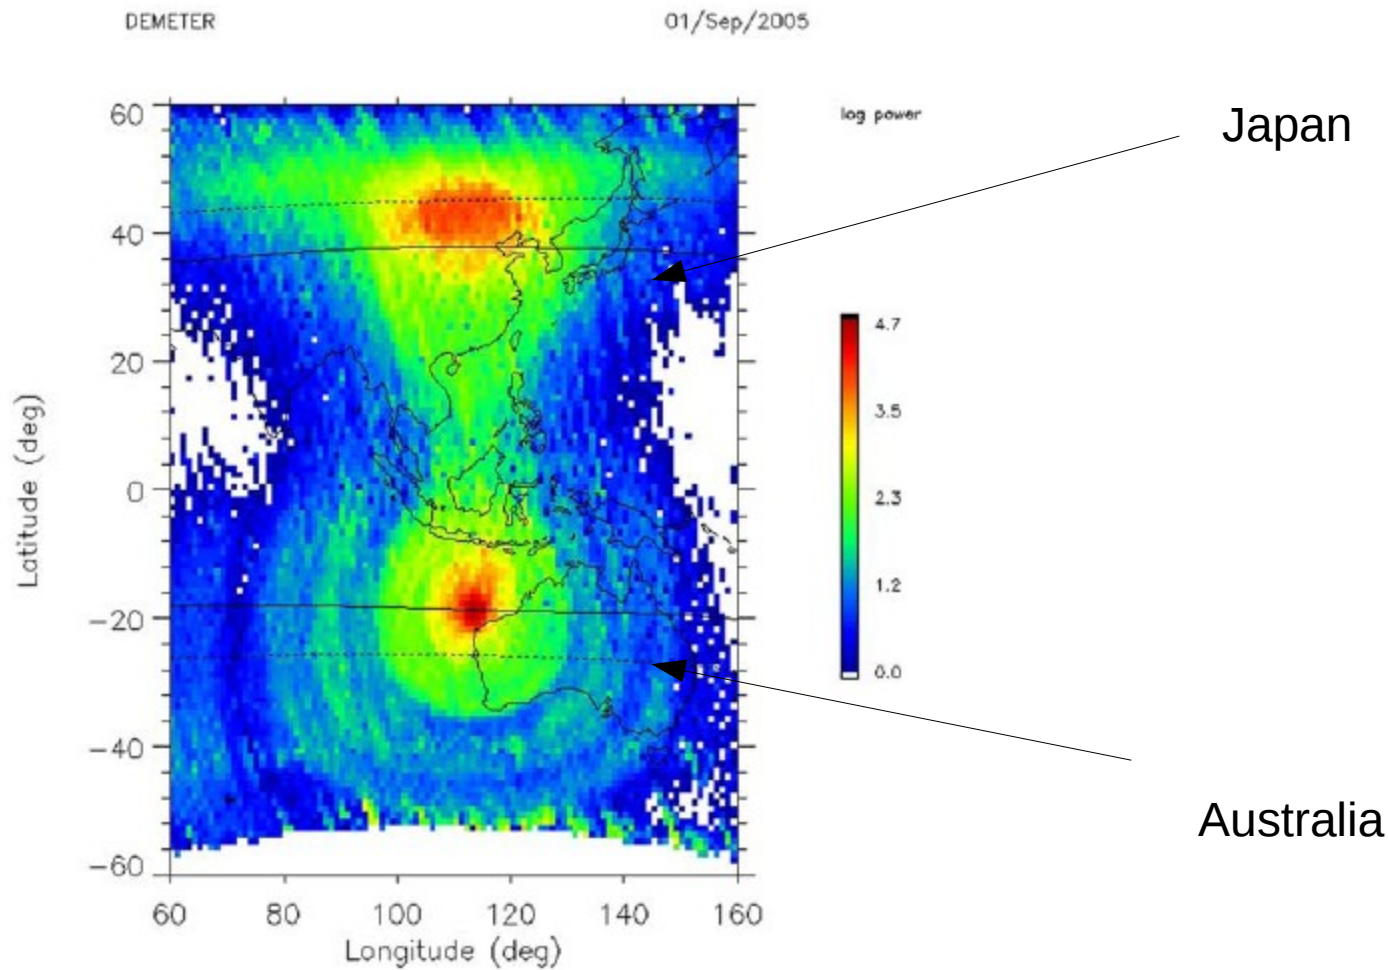 DEMETER
01/Sep/2005
log power
Japan
60
40
20
0
−20
−40
−60
Latitude (deg)
4.7
3.5
2.3
1.2
0.0
Australia
60 80 100 120 140 160
Longitude (deg)